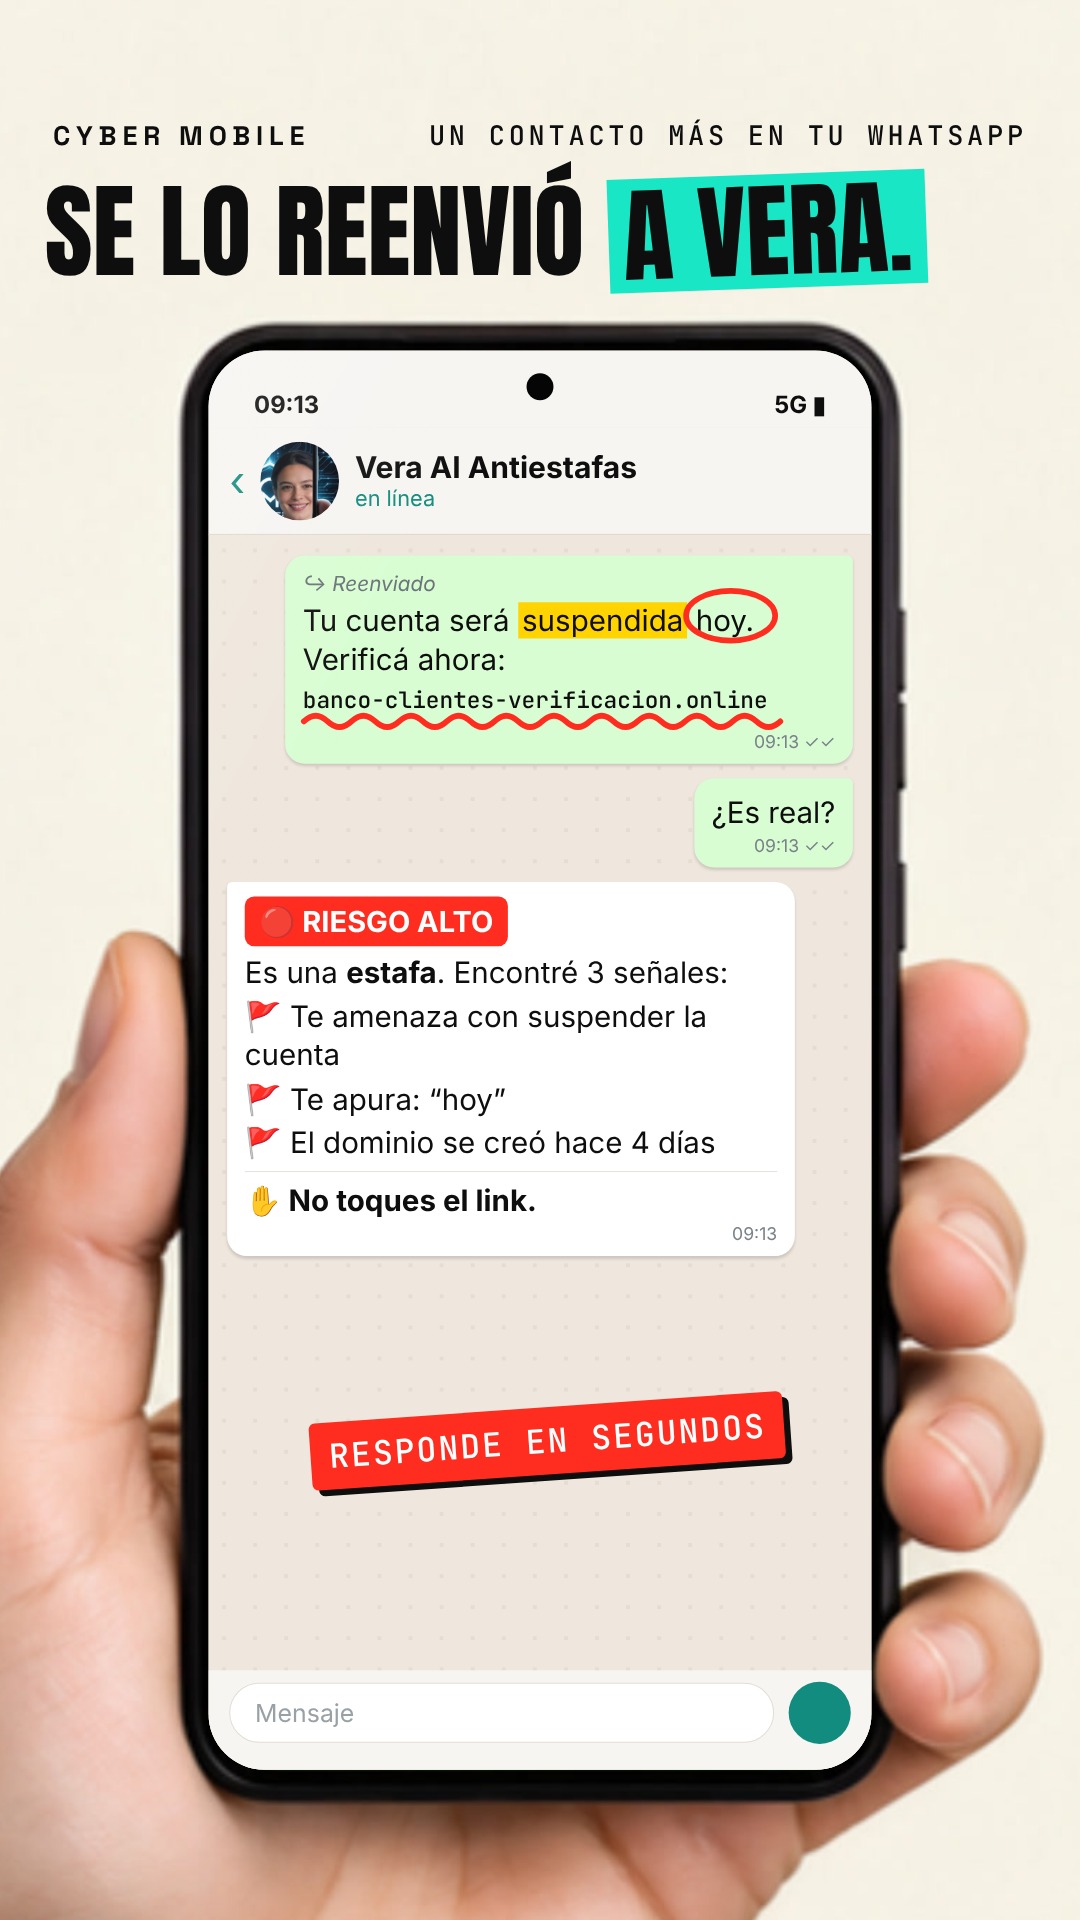 CYBER MOBILE
UN CONTACTO MÁS EN TU WHATSAPP
SE LO REENVIÓ A VERA.
09:13
5G
Vera AI Antiestafas
en línea
Reenviado
Tu cuenta será suspendida hoy.
Verificá ahora:
banco-clientes-verificacion.online
09:13
¿Es real?
09:13
RIESGO ALTO
Es una estafa. Encontré 3 señales:
🚩 Te amenaza con suspender la
cuenta
🚩 Te apura: “hoy”
🚩 El dominio se creó hace 4 días
✋ No toques el link.
09:13
RESPONDE EN SEGUNDOS
Mensaje